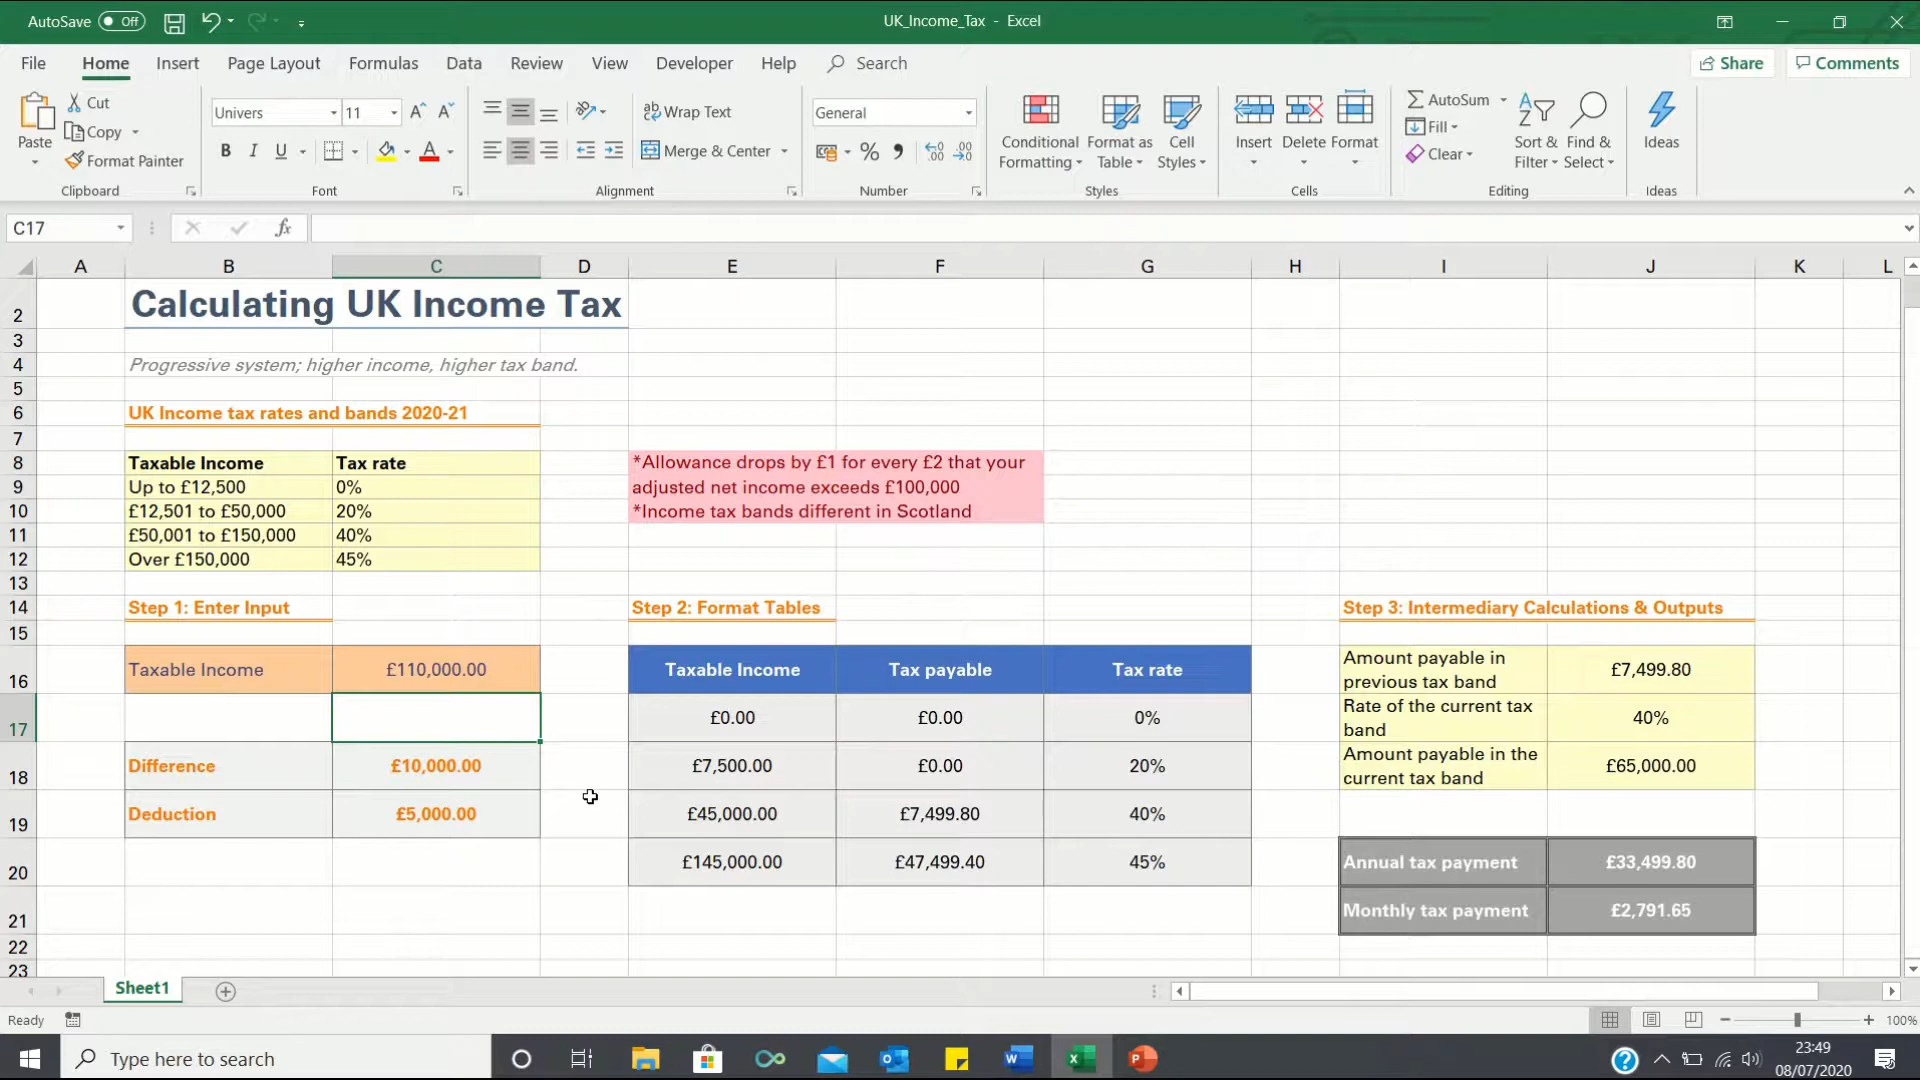 AutoSave Off
UK_Income_Tax - Excel
File Home Insert Page Layout Formulas Data Developer Review View Help Search Share Comments
Paste
Cut
Copy
Format Painter
Clipboard
Univers 11
B I U
Font
Wrap Text
Merge & Center
Alignment
General
Number
Conditional Formatting
Format as Table
Cell Styles
Styles
Insert Delete Format
Cells
AutoSum
Fill
Clear
Sort & Filter
Find & Select
Editing
Ideas
Ideas
C17
fx
A B C D E F G H I J K L
2 Calculating UK Income Tax
3
4 Progressive system; higher income, higher tax band.
5
6 UK Income tax rates and bands 2020-21
7
8 Taxable Income Tax rate *Allowance drops by £1 for every £2 that your
9 Up to £12,500 0% adjusted net income exceeds £100,000
10 £12,501 to £50,000 20% *Income tax bands different in Scotland
11 £50,001 to £150,000 40%
12 Over £150,000 45%
13
14 Step 1: Enter Input Step 2: Format Tables Step 3: Intermediary Calculations & Outputs
15
16 Taxable Income £110,000.00 Taxable Income Tax payable Tax rate Amount payable in previous tax band £7,499.80
17 £0.00 £0.00 0% Rate of the current tax band 40%
18 Difference £10,000.00 £7,500.00 £0.00 20% Amount payable in the current tax band £65,000.00
19 Deduction £5,000.00 £45,000.00 £7,499.80 40%
20 £145,000.00 £47,499.40 45% Annual tax payment £33,499.80
21 Monthly tax payment £2,791.65
22
23
Sheet1
Ready
100%
Type here to search
23:49
08/07/2020